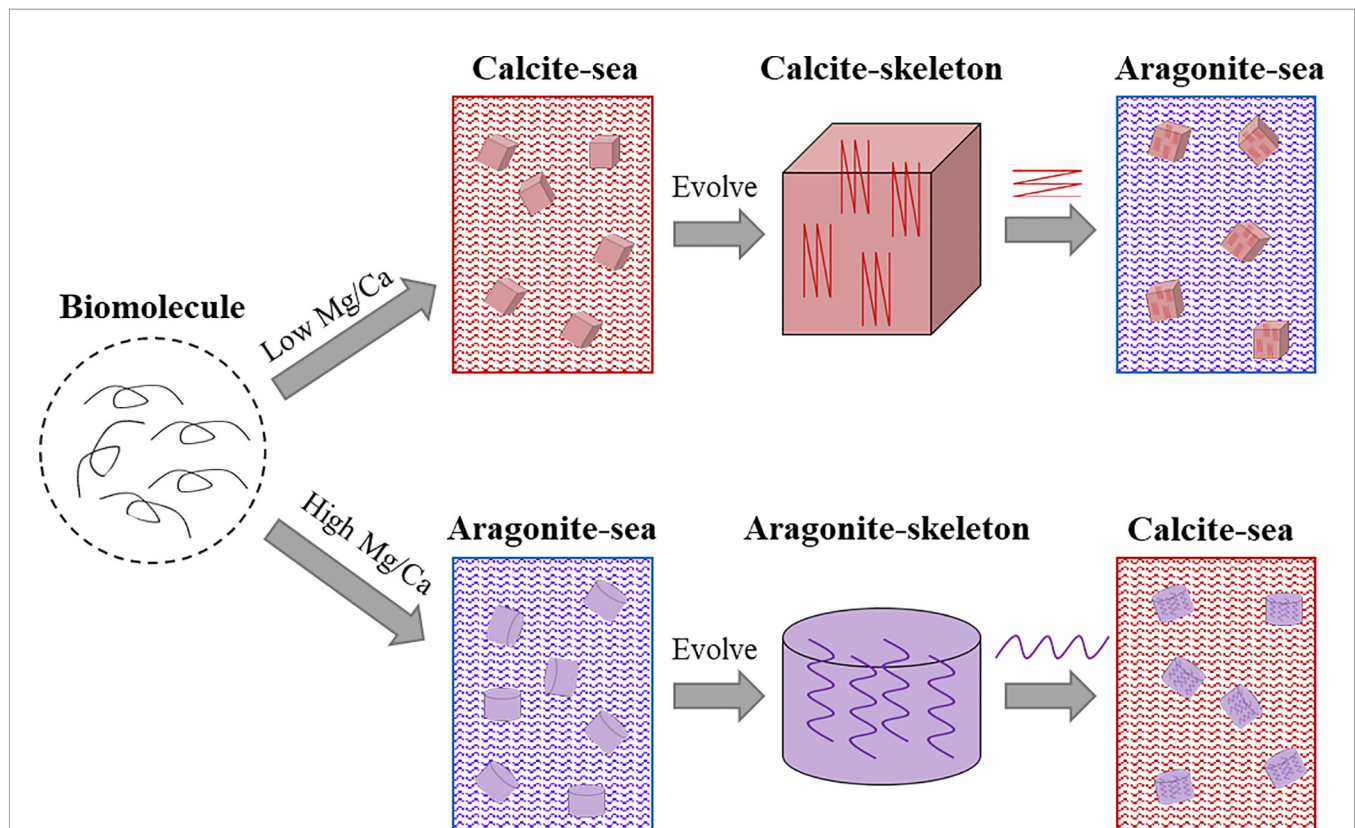 Calcite-sea
Calcite-skeleton
Aragonite-sea
Evolve
Low Mg/Ca
Biomolecule
High Mg/Ca
Aragonite-sea
Aragonite-skeleton
Calcite-sea
Evolve